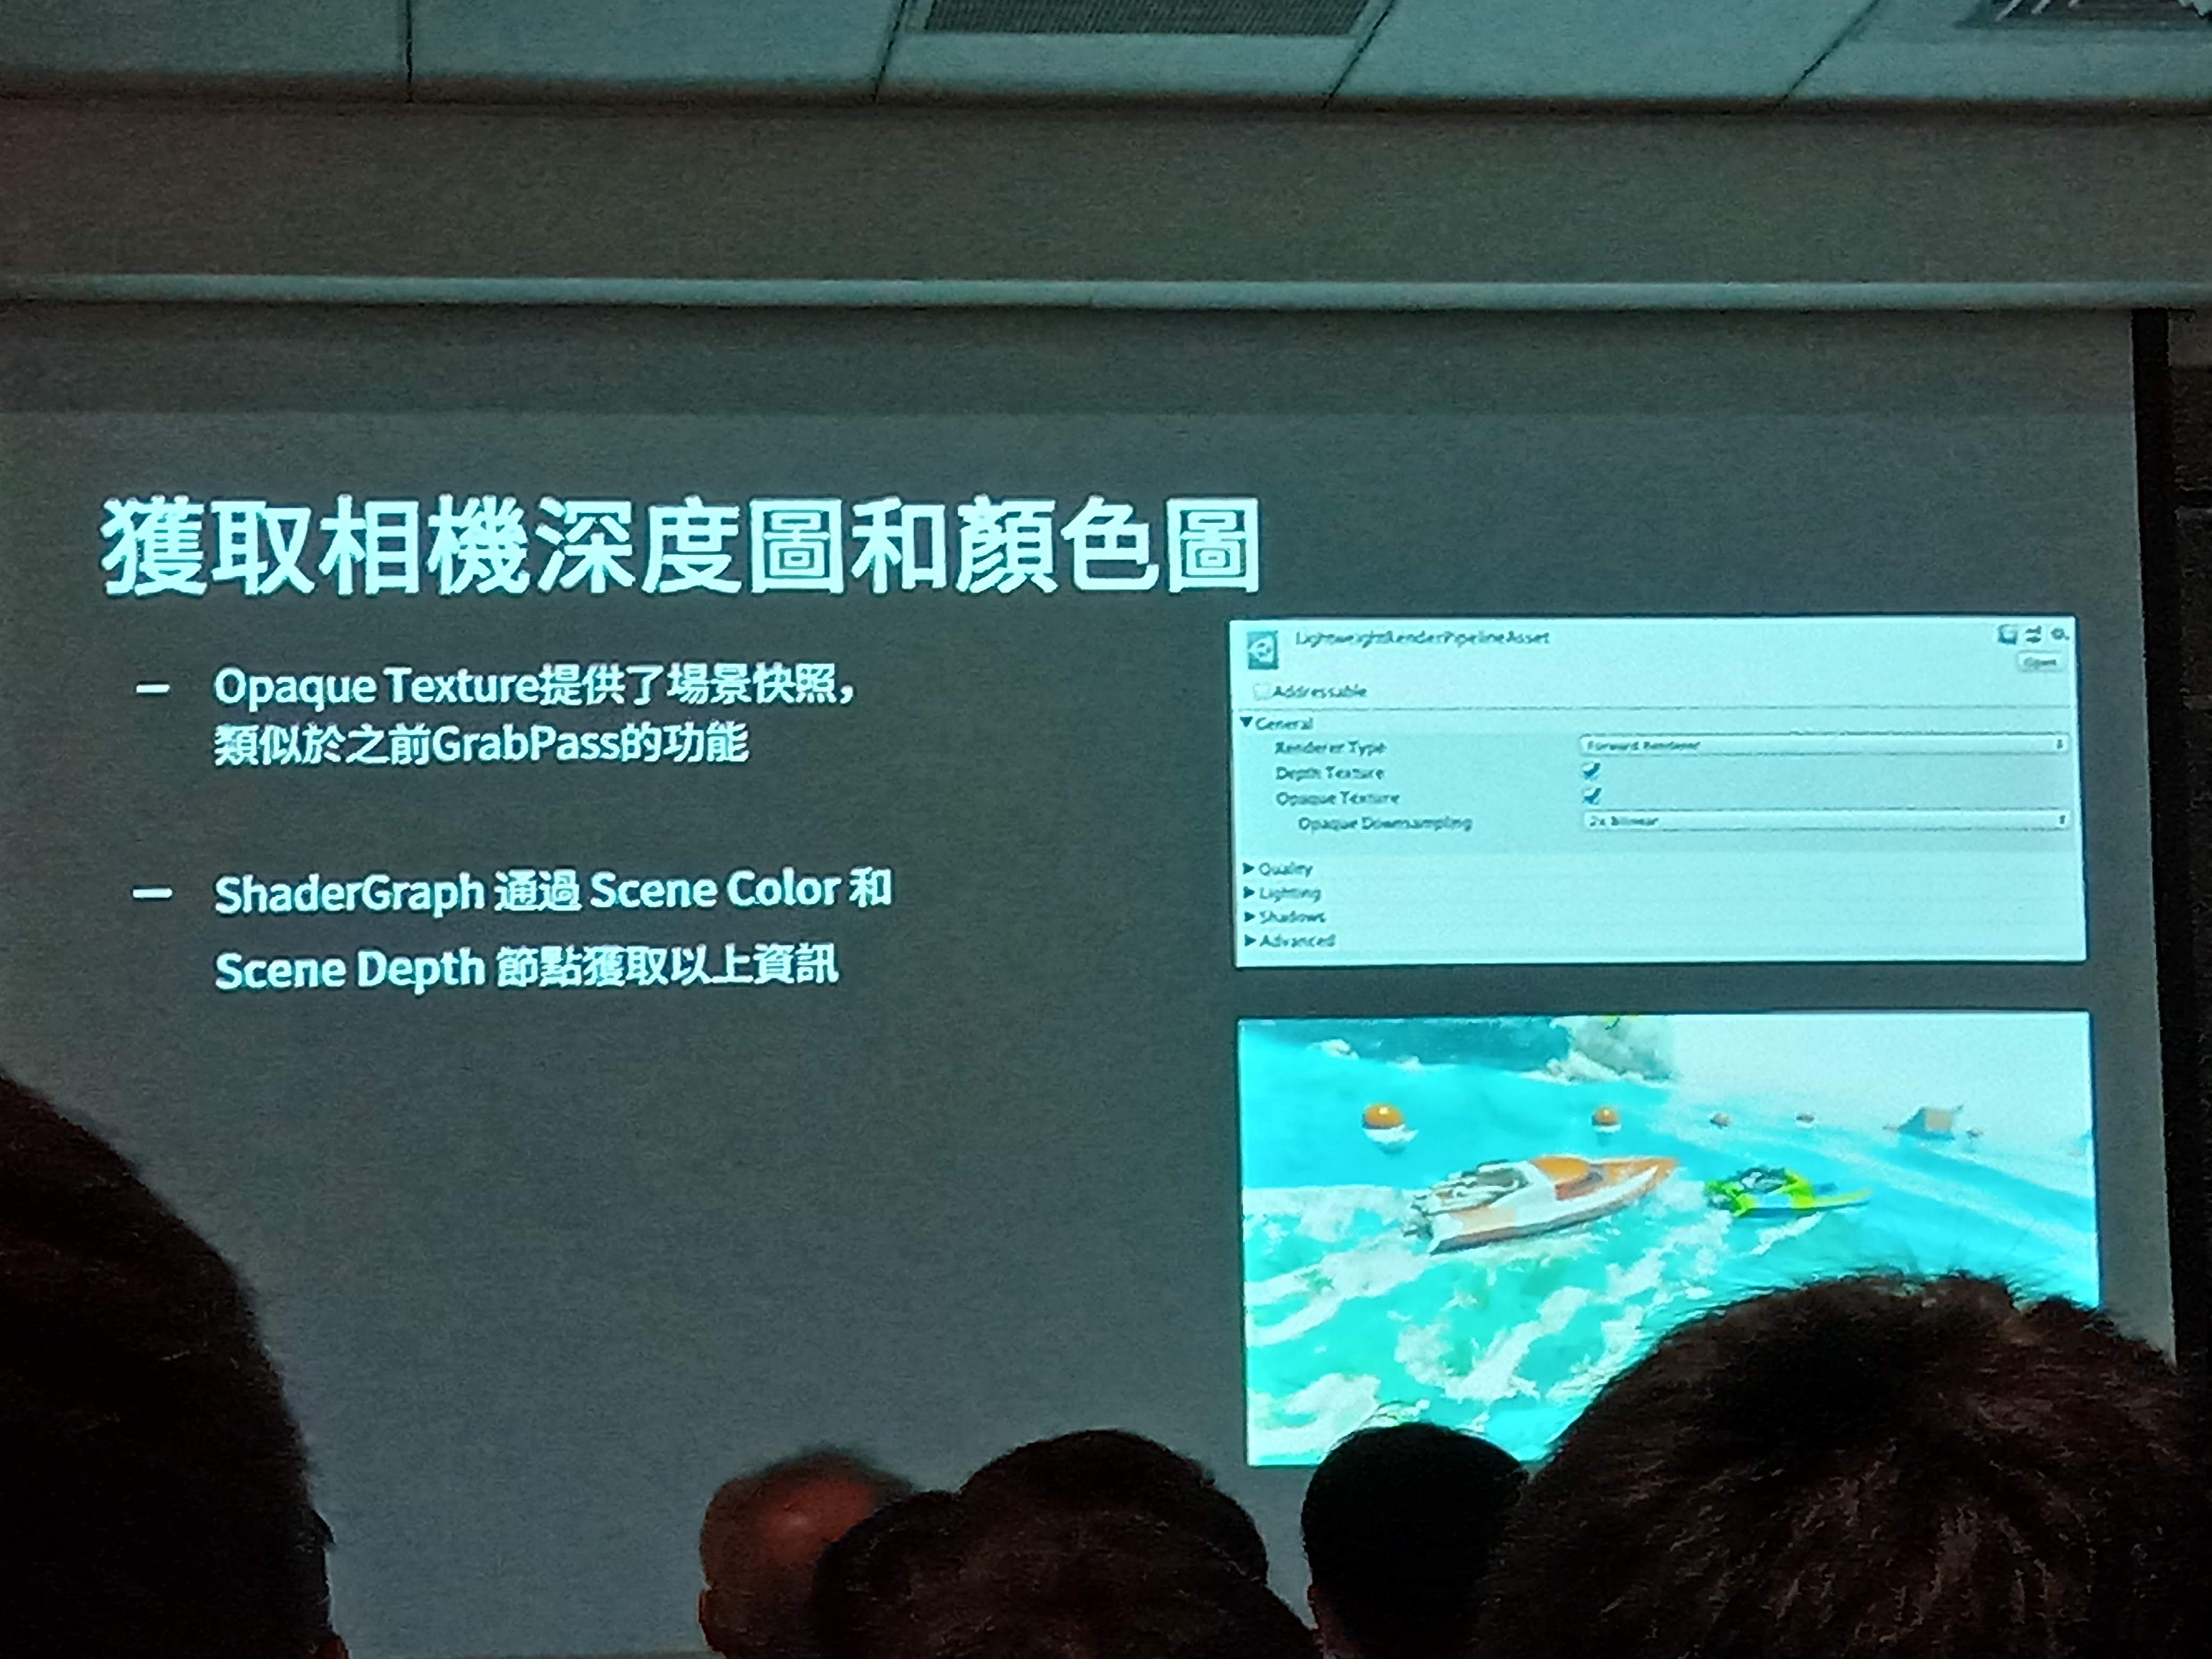 獲取相機深度圖和顏色圖
— Opaque Texture提供了場景快照，
類似於之前GrabPass的功能
— ShaderGraph 通過 Scene Color 和
Scene Depth 節點獲取以上資訊
LightweightRenderPipelineAsset
Open
Addressable
General
Renderer Type Forward Renderer
Depth Texture
Opaque Texture
Opaque Downsampling 2x Bilinear
Quality
Lighting
Shadows
Advanced